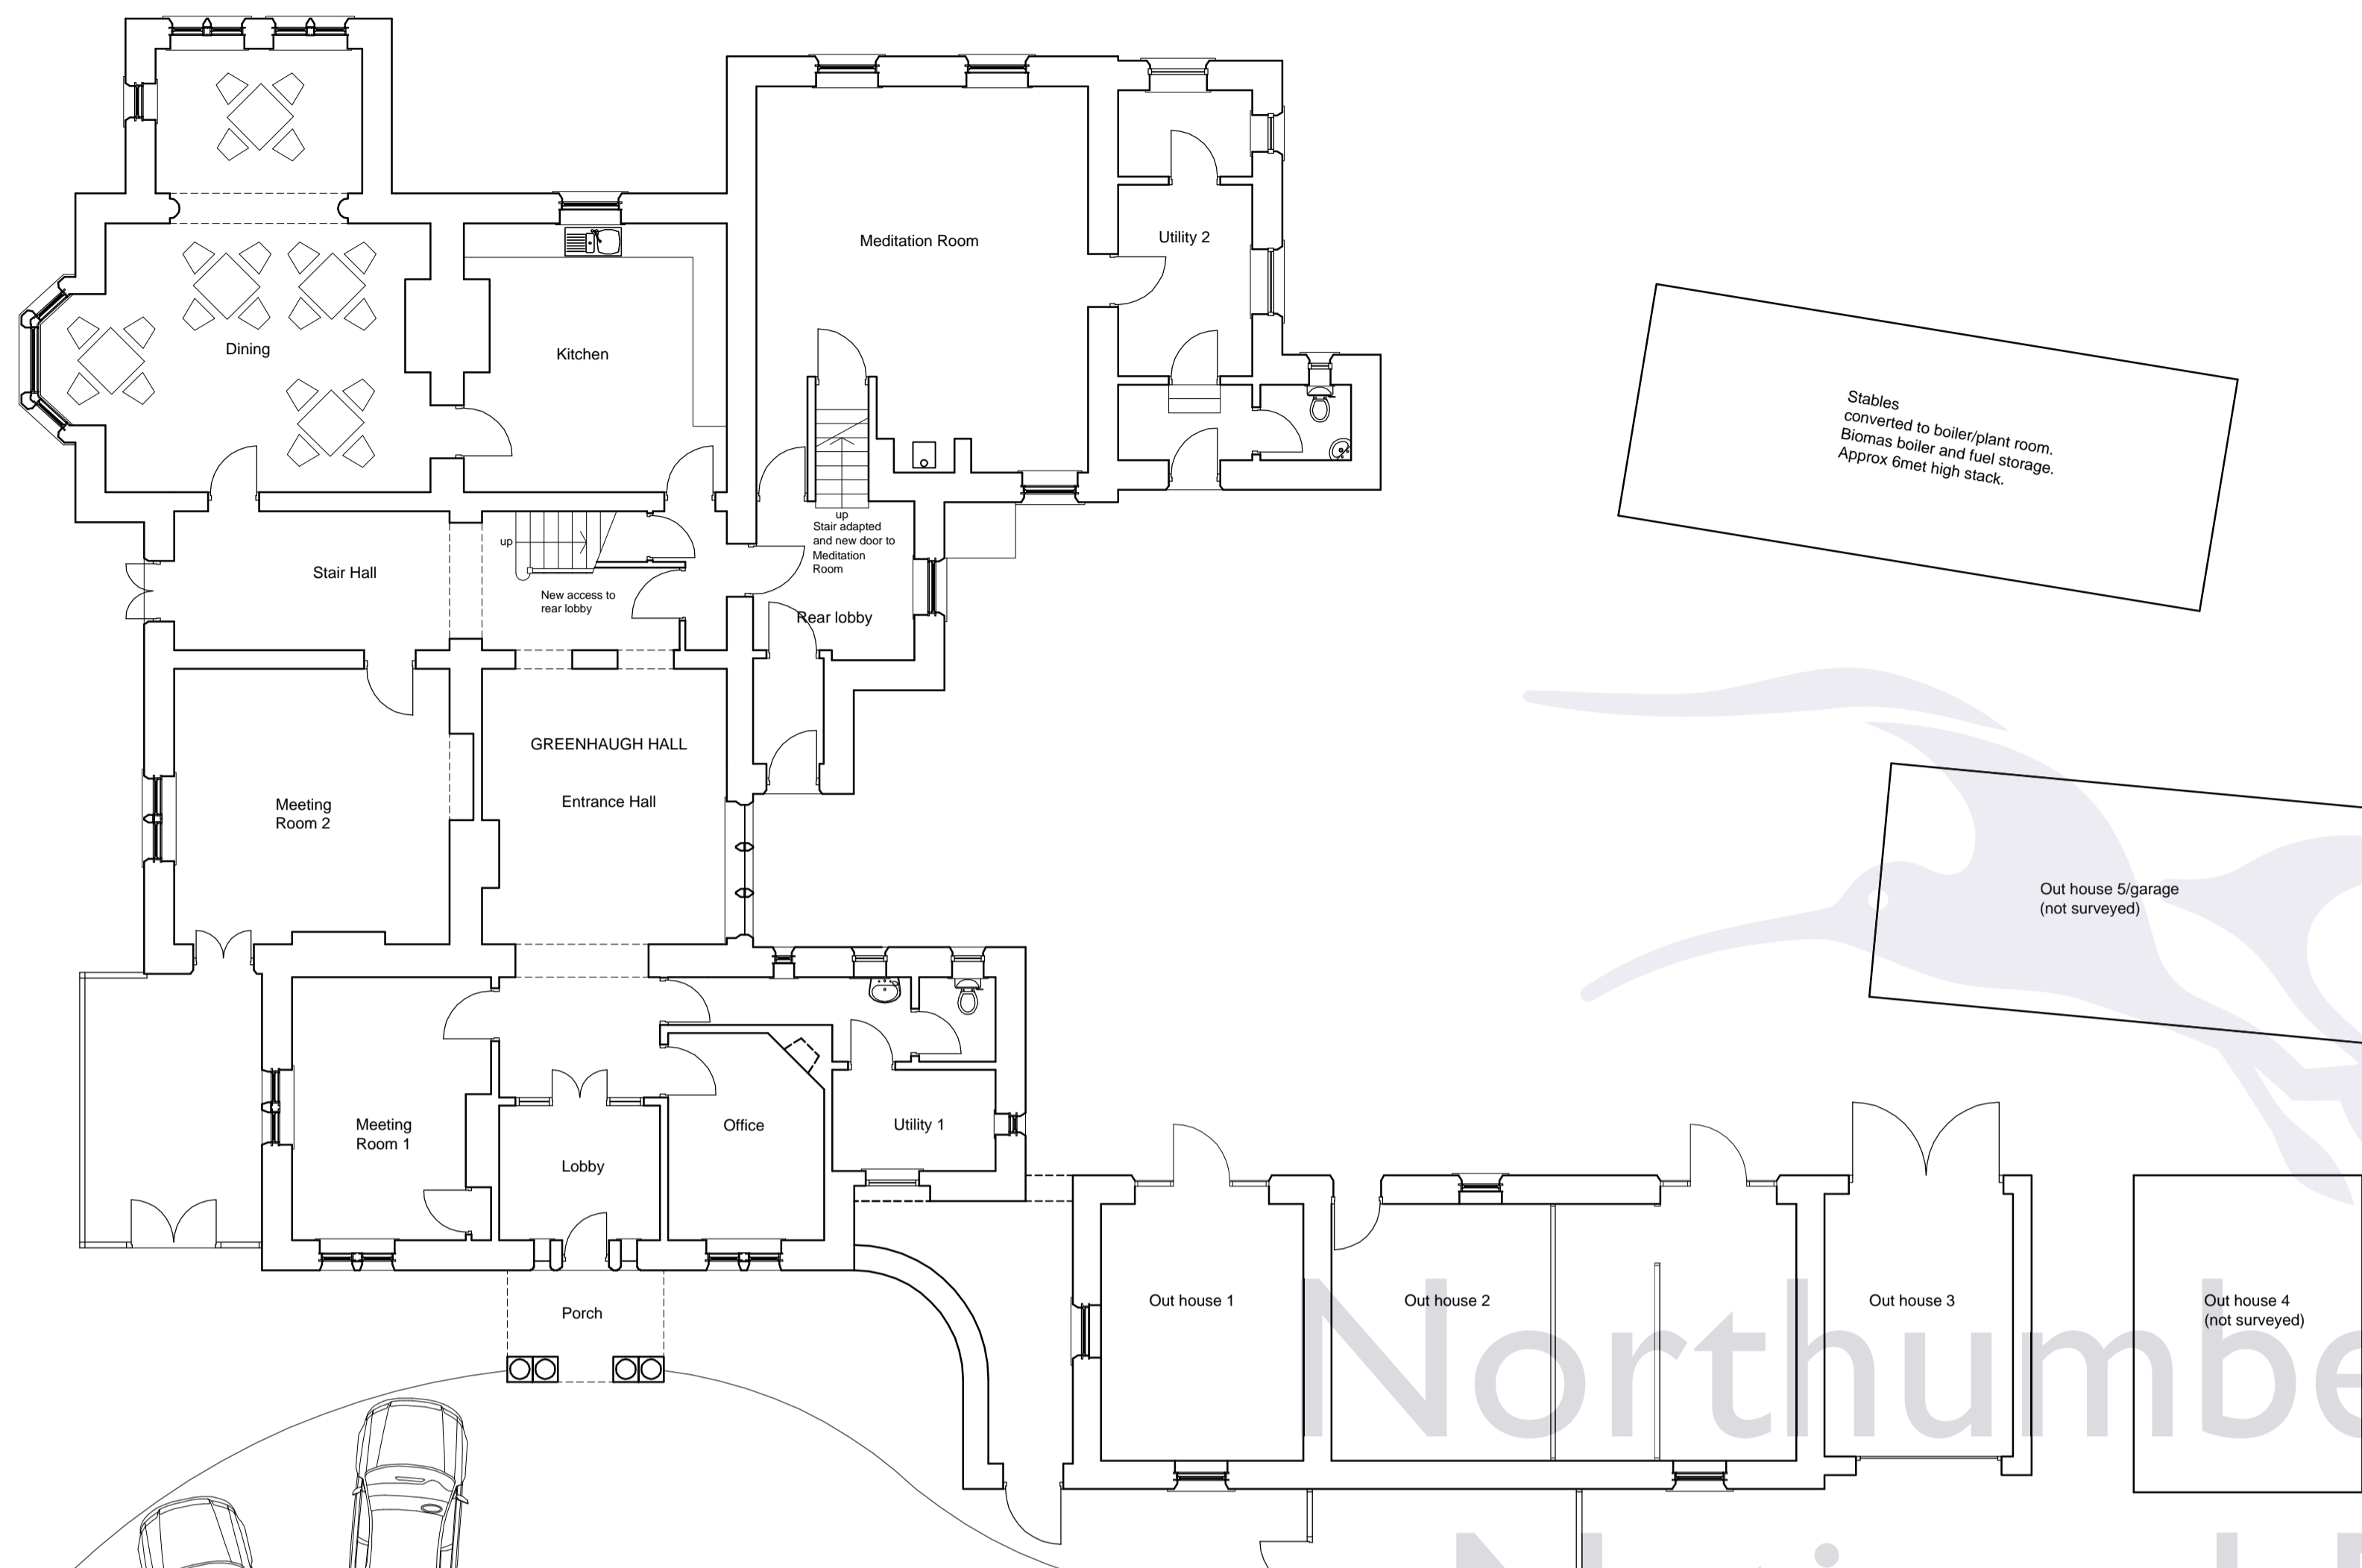 Meditation Room
Utility 2
Dining
Kitchen
Stables
converted to boiler/plant room.
Biomas boiler and fuel storage.
Approx 6met high stack.
up
Stair adapted
and new door to
Meditation
Room
up
Stair Hall
New access to
rear lobby
Rear lobby
GREENHAUGH HALL
Entrance Hall
Meeting
Room 2
Out house 5/garage
(not surveyed)
Meeting
Room 1
Office
Utility 1
Lobby
Porch
Out house 1
Out house 2
Out house 3
Out house 4
(not surveyed)
Northumbe